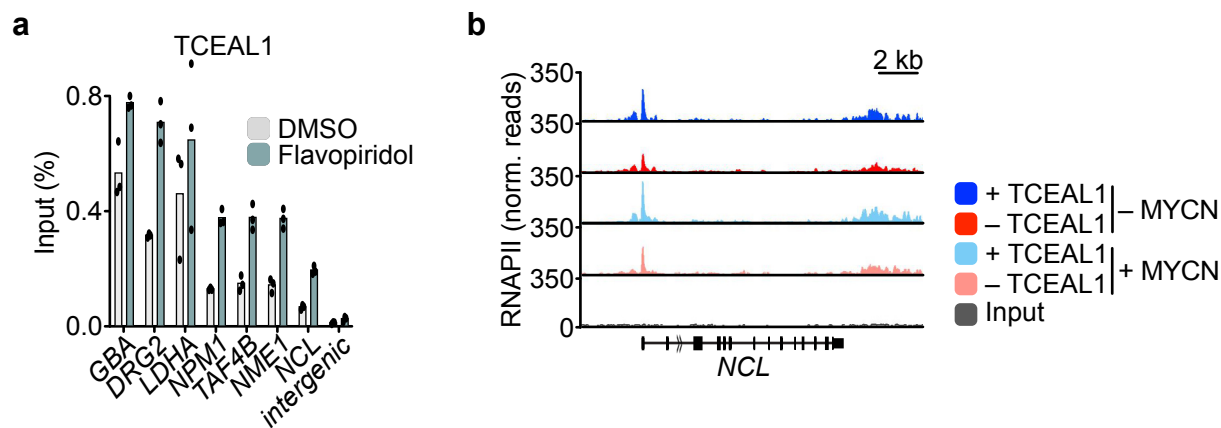 a
TCEAL1
Input (%)
0.8
0.4
0.0
DMSO
Flavopiridol
GBA
DRG2
LDHA
NPM1
TAF4B
NME1
NCL
intergenic
b
2 kb
RNAPII (norm. reads)
350
350
350
350
350
0
NCL
+ TCEAL1
– TCEAL1
– MYCN
+ TCEAL1
– TCEAL1
+ MYCN
Input